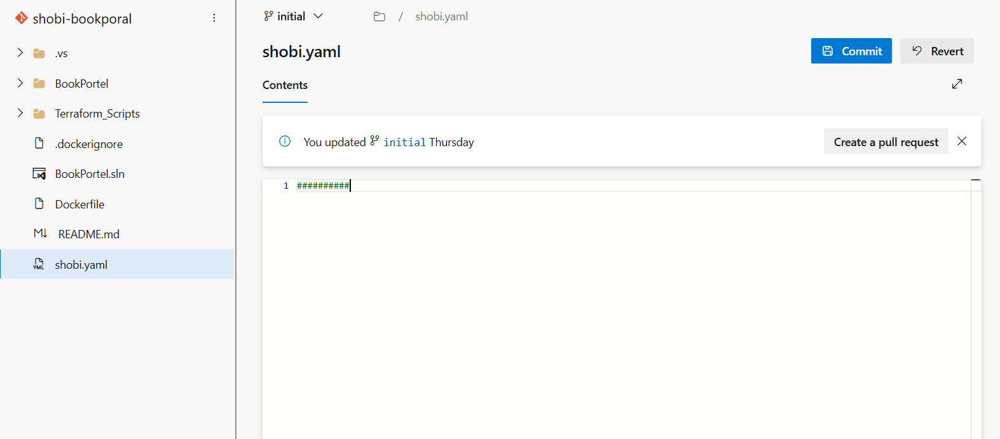 shobi-bookporal
.vs
BookPortel
Terraform_Scripts
.dockerignore
BookPortel.sln
Dockerfile
M↓ README.md
YML shobi.yaml
initial / shobi.yaml
shobi.yaml
Commit Revert
Contents
You updated initial Thursday Create a pull request
1 ##########